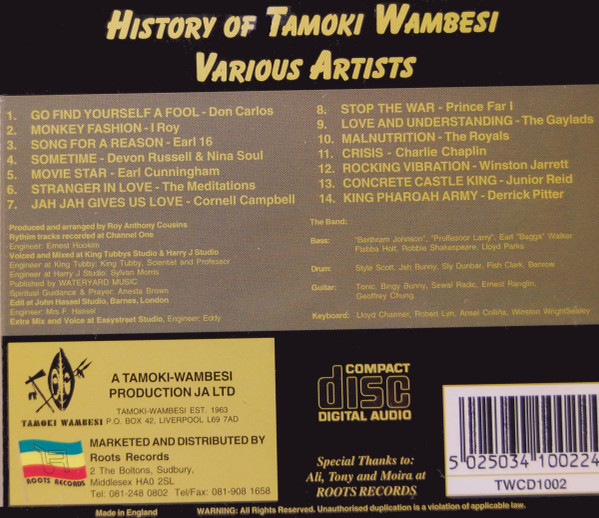 HISTORY OF TAMOKI WAMBESI
VARIOUS ARTISTS
1. GO FIND YOURSELF A FOOL - Don Carlos
2. MONKEY FASHION - I Roy
3. SONG FOR A REASON - Earl 16
4. SOMETIME - Devon Russell & Nina Soul
5. MOVIE STAR - Earl Cunningham
6. STRANGER IN LOVE - The Meditations
7. JAH JAH GIVES US LOVE - Cornell Campbell
8. STOP THE WAR - Prince Far I
9. LOVE AND UNDERSTANDING - The Gaylads
10. MALNUTRITION - The Royals
11. CRISIS - Charlie Chaplin
12. ROCKING VIBRATION - Winston Jarrett
13. CONCRETE CASTLE KING - Junior Reid
14. KING PHAROAH ARMY - Derrick Pitter
Produced and arranged by Roy Anthony Cousins
Rythim tracks recorded at Channel One
Engineer: Ernest Hookim
Voiced and Mixed at King Tubbys Studio & Harry J Studio
Engineer at King Tubby; King Tubby, Scientist and Professor
Engineer at Harry J Studio: Sylvan Morris
Published by WATERYARD MUSIC
Spiritual Guidance & Prayer; Anesta Brown
Edit at John Hassel Studio, Barnes, London
Engineer: Mrs F. Hassel
Extra Mix and Voice at Easystreet Studio, Engineer; Eddy
The Band:
Bass: "Berthram Johnson", "Proffisoor Larry", Earl "Bagga" Walker
Flabba Holt, Robbie Shakespeare, Lloyd Parks
Drum: Style Scott, Jah Bunny, Sly Dunbar, Fish Clark, Benrow
Guitar: Tonic, Bingy Bunny, Sewal Radic, Ernest Ranglin,
Geoffrey Chung
Keyboard: Lloyd Charmer, Robert Lyn, Ansel Collins, Winston Wright
TAMOKI WAMBESI
A TAMOKI-WAMBESI
PRODUCTION JA LTD
TAMOKI-WAMBESI EST. 1963
P.O. BOX 42, LIVERPOOL L69 7AD
ROOTS RECORDS
MARKETED AND DISTRIBUTED BY
Roots Records
2 The Boltons, Sudbury,
Middlesex HA0 2SL
Tel: 081-248 0802 Tel/Fax: 081-908 1658
COMPACT
disc
DIGITAL AUDIO
Special Thanks to:
Ali, Tony and Moira at
ROOTS RECORDS
5 025034 100224
TWCD1002
Made in England
WARNING: All Rights Reserved. Unauthorised duplication is a violation of applicable law.